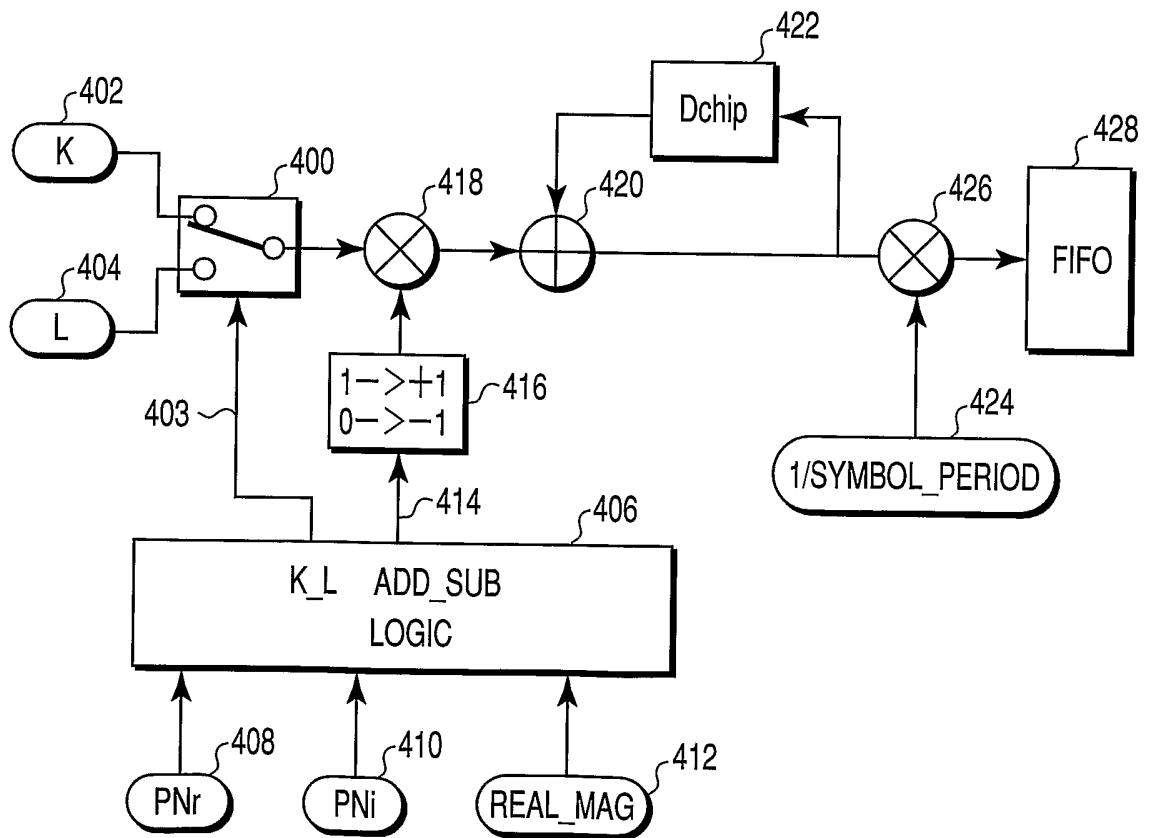 422
402
Dchip
428
K
400
418
420
426
404
FIFO
L
1->+1
0->-1
416
403
424
1/SYMBOL_PERIOD
414
406
K_L ADD_SUB
LOGIC
408
410
412
PNr
PNi
REAL_MAG